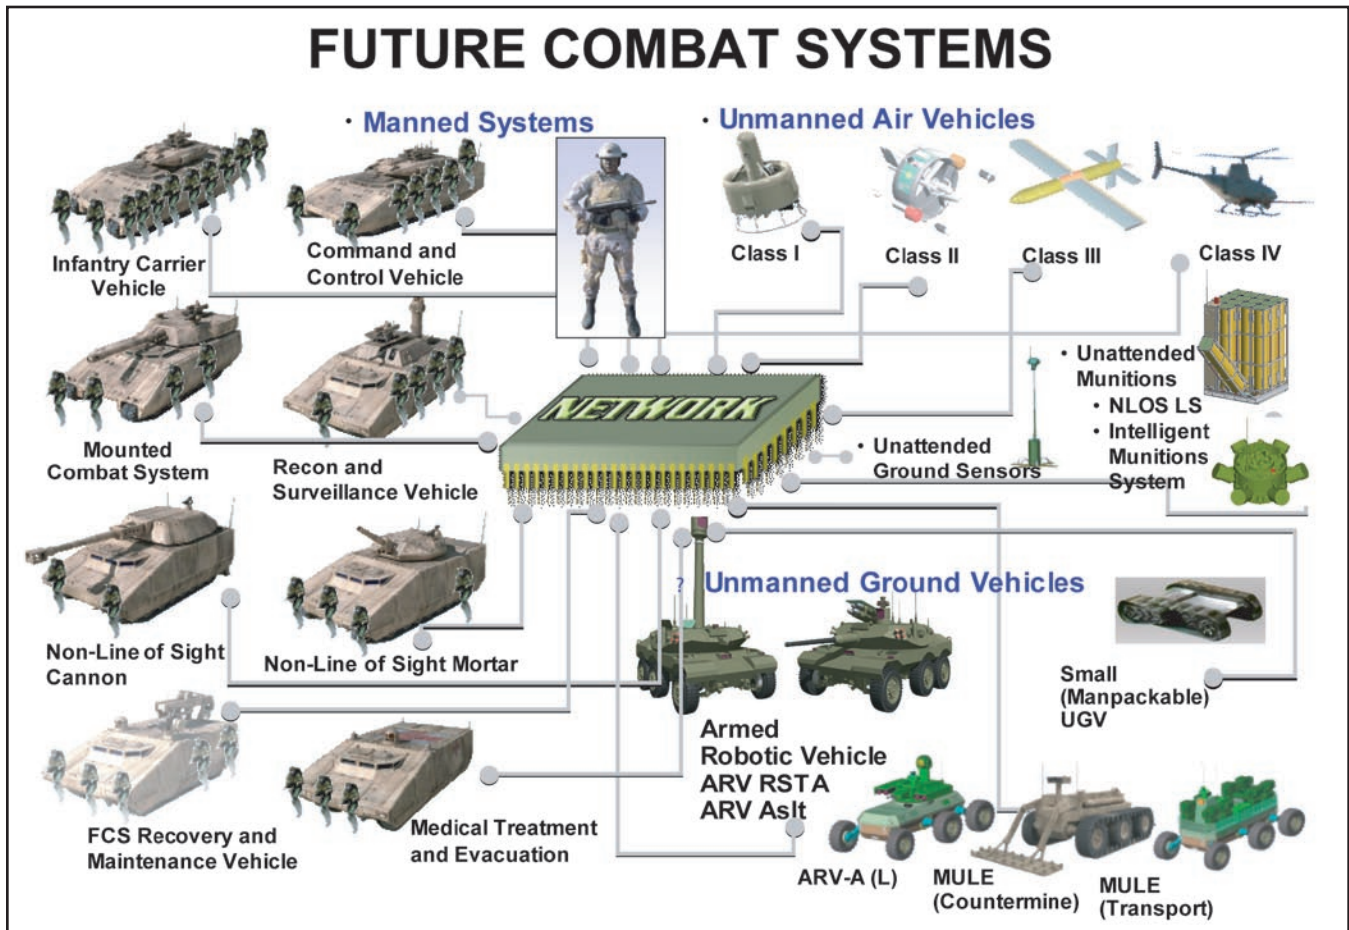 FUTURE COMBAT SYSTEMS
• Manned Systems
• Unmanned Air Vehicles
Infantry Carrier
Vehicle
Command and
Control Vehicle
Class I
Class II
Class III
Class IV
Mounted
Combat System
Recon and
Surveillance Vehicle
NETWORK
• Unattended
Ground Sensors
• Unattended
Munitions
• NLOS LS
• Intelligent
Munitions
System
Non-Line of Sight
Cannon
Non-Line of Sight Mortar
? Unmanned Ground Vehicles
Small
(Manpackable)
UGV
FCS Recovery and
Maintenance Vehicle
Medical Treatment
and Evacuation
Armed
Robotic Vehicle
ARV RSTA
ARV Aslt
ARV-A (L)
MULE
(Countermine)
MULE
(Transport)